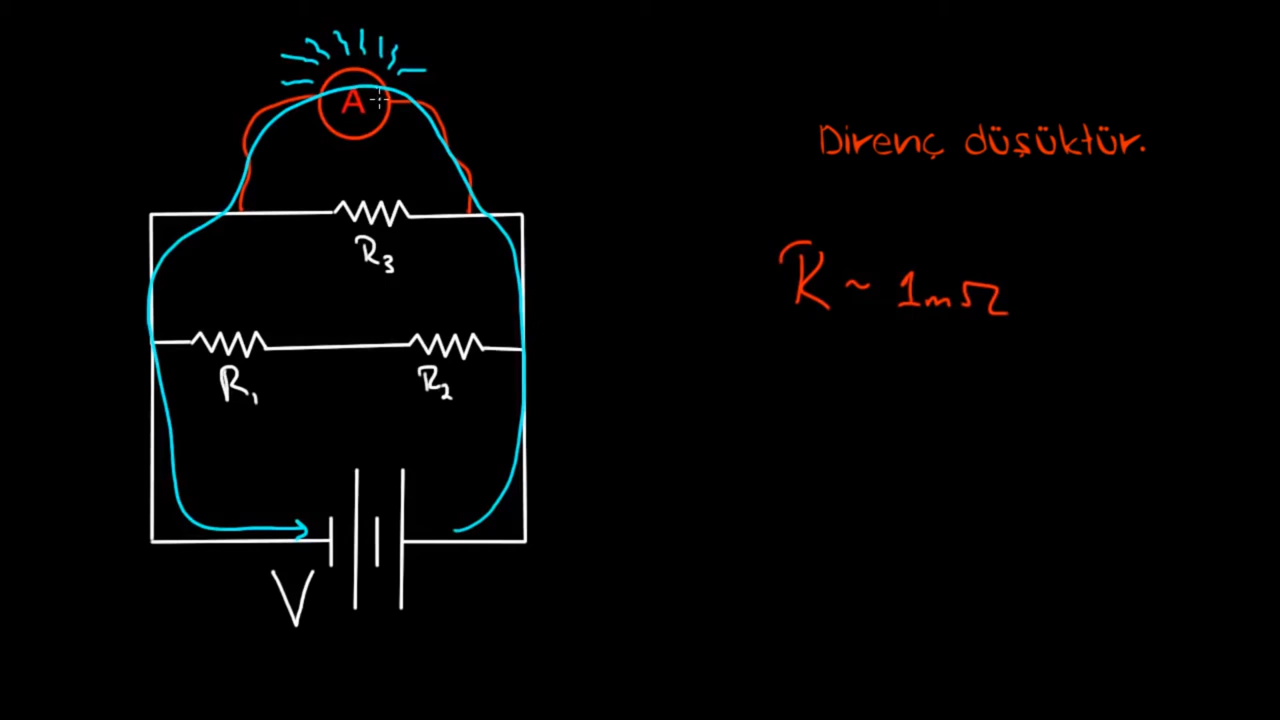 A
Direnç düşüktür.
R₃
R ~ 1mΩ
R₁
R₂
V